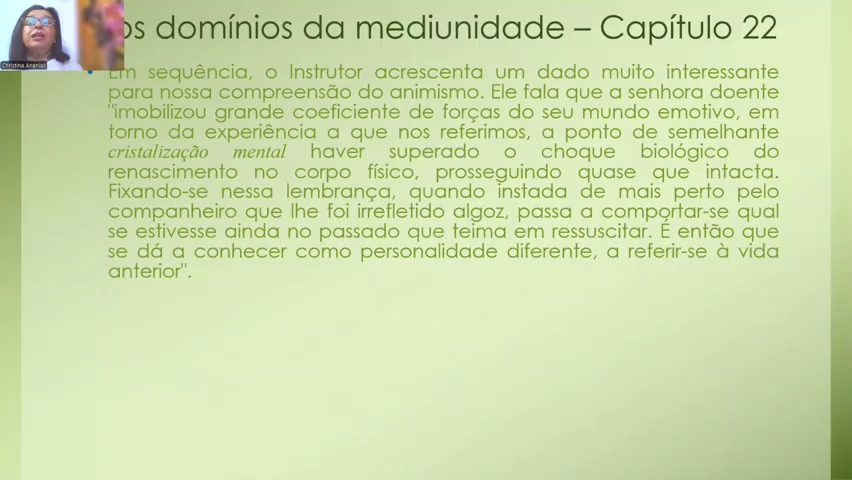 os domínios da mediunidade – Capítulo 22
Christina Ananias
Em sequência, o Instrutor acrescenta um dado muito interessante
para nossa compreensão do animismo. Ele fala que a senhora doente
"imobilizou grande coeficiente de forças do seu mundo emotivo, em
torno da experiência a que nos referimos, a ponto de semelhante
cristalização mental haver superado o choque biológico do
renascimento no corpo físico, prosseguindo quase que intacta.
Fixando-se nessa lembrança, quando instada de mais perto pelo
companheiro que lhe foi irrefletido algoz, passa a comportar-se qual
se estivesse ainda no passado que teima em ressuscitar. É então que
se dá a conhecer como personalidade diferente, a referir-se à vida
anterior".